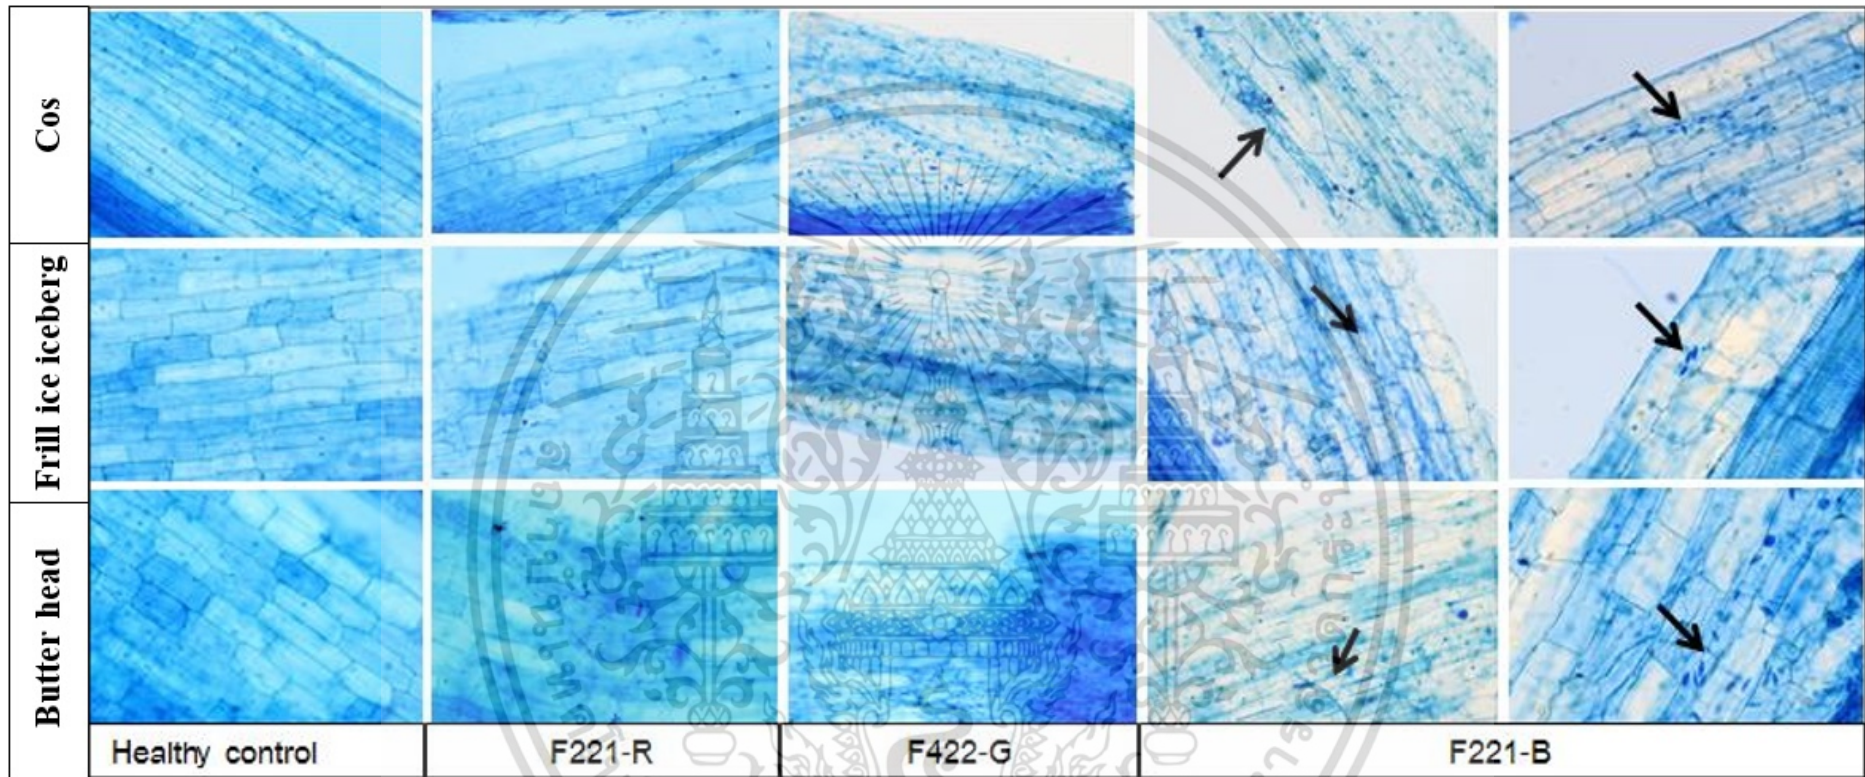 Cos
Frill ice iceberg
Butter head
Healthy control
F221-R
F422-G
F221-B